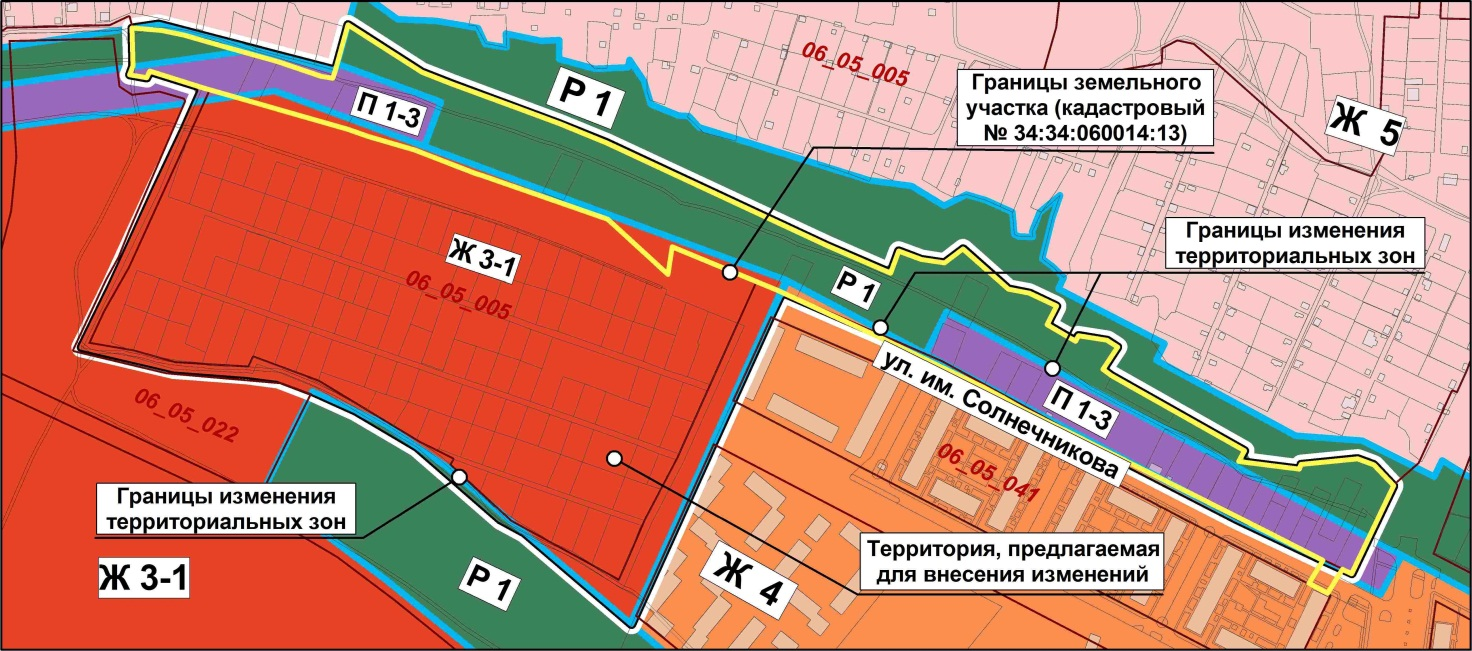 06_05_005
Р 1
Границы земельного
участка (кадастровый
№ 34:34:060014:13)
Ж 5
П 1-3
Границы изменения
территориальных зон
Ж 3-1
06_05_005
Р 1
ул. им. Солнечникова
П 1-3
06_05_022
06_05_041
Границы изменения
территориальных зон
Территория, предлагаемая
для внесения изменений
Ж 3-1
Р 1
Ж 4